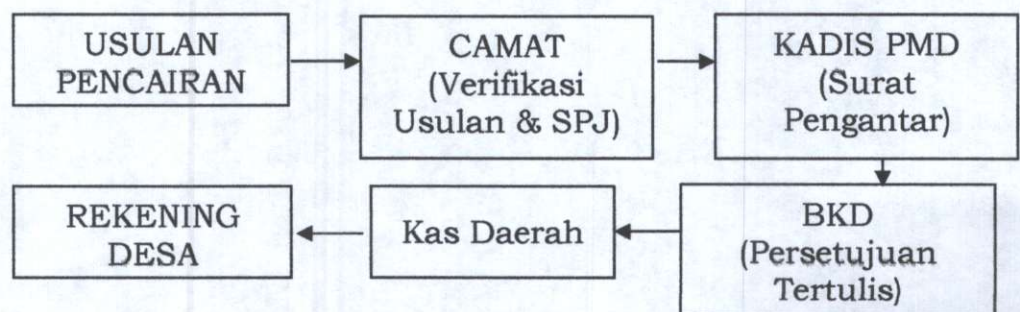 USULAN
PENCAIRAN
CAMAT
(Verifikasi
Usulan & SPJ)
KADIS PMD
(Surat
Pengantar)
BKD
(Persetujuan
Tertulis)
Kas Daerah
REKENING
DESA